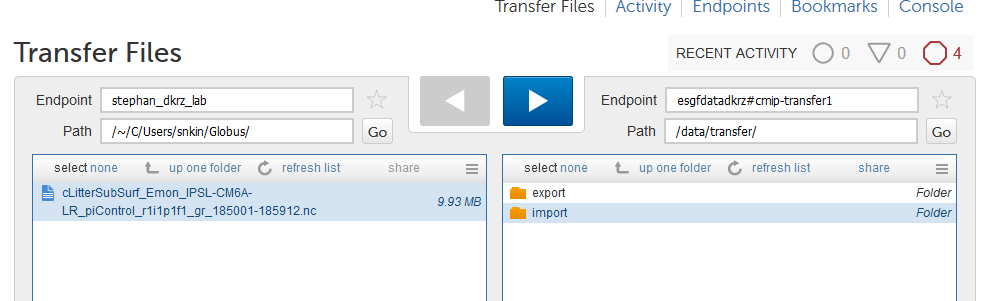 Transfer Files Activity Endpoints Bookmarks Console
Transfer Files
RECENT ACTIVITY 0 0 4
Endpoint stephan_dkrz_lab
Path /~/C/Users/snkin/Globus/ Go
Endpoint esgfdatadkrz#cmip-transfer1
Path /data/transfer/ Go
select none up one folder refresh list share
cLitterSubSurf_Emon_IPSL-CM6A-
LR_piControl_r1i1p1f1_gr_185001-185912.nc 9.93 MB
select none up one folder refresh list share
export Folder
import Folder